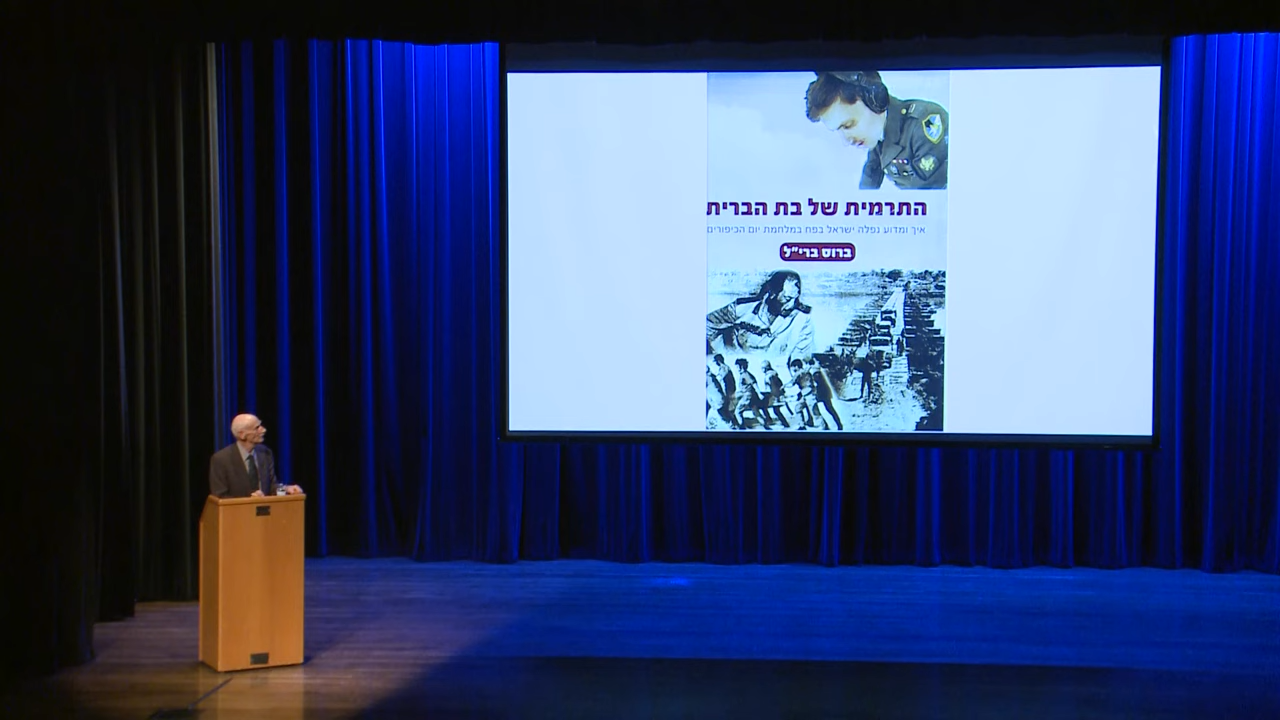 התרמית של בת הברית
איך ומדוע נפלה ישראל בפח במלחמת יום הכיפורים
ברוס ברי״ל